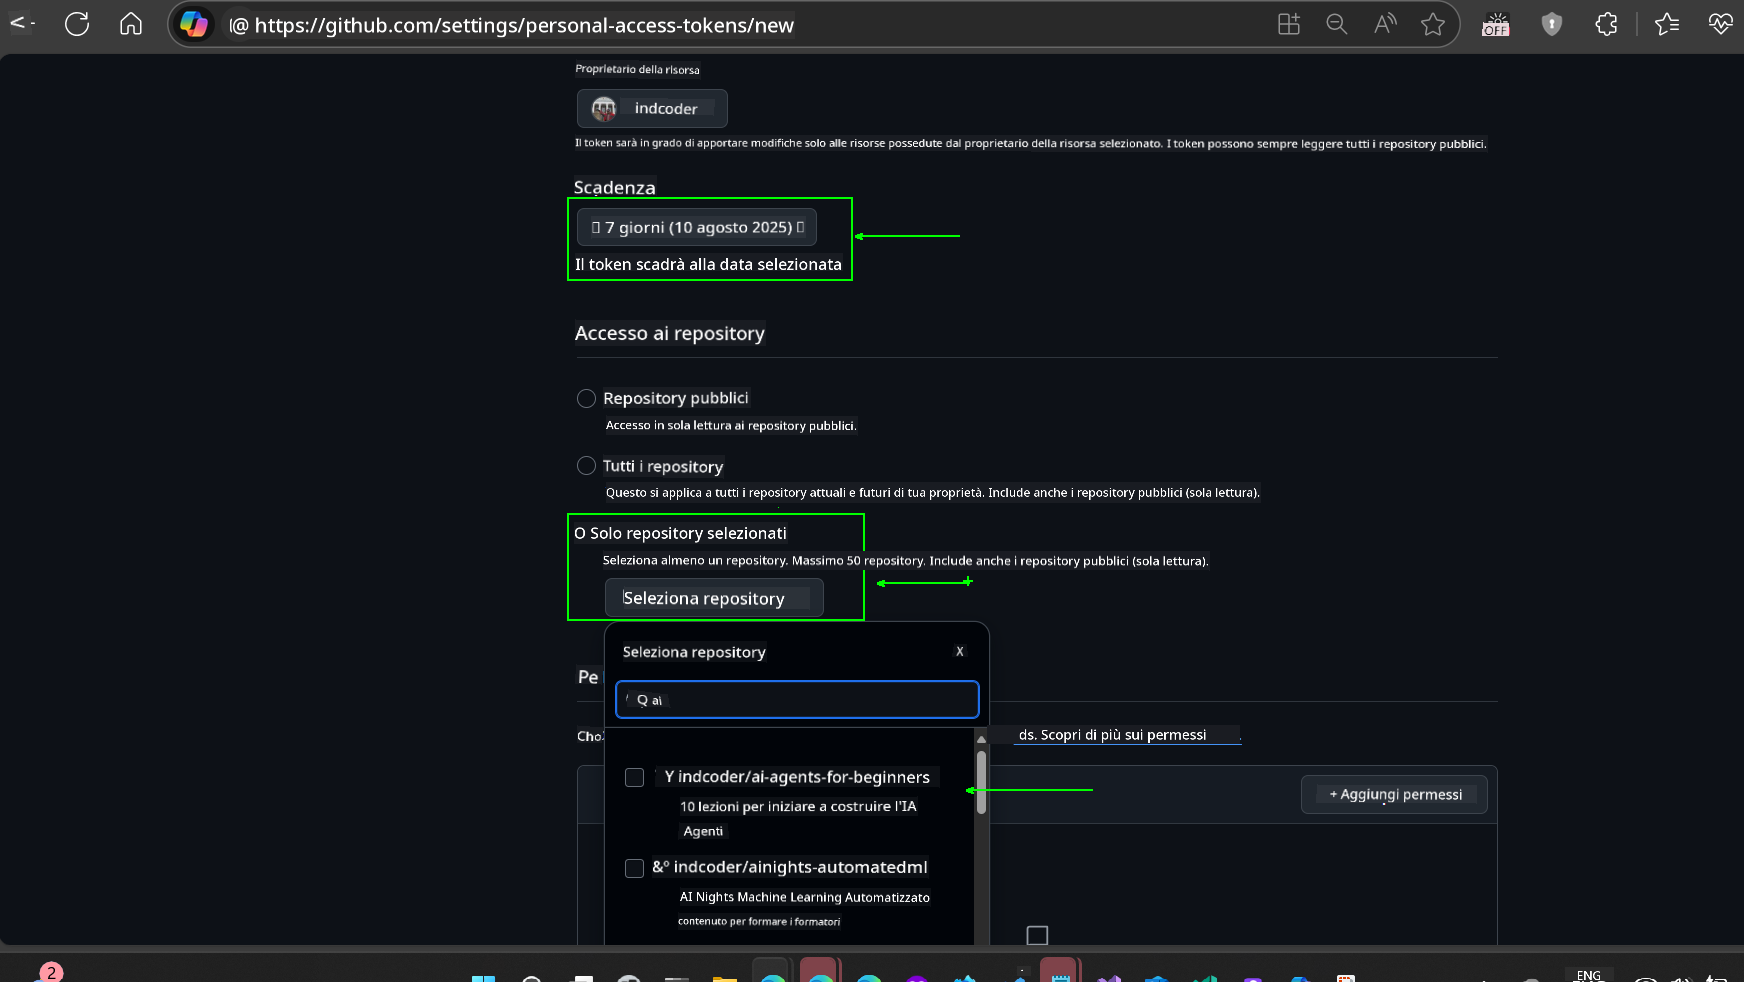 https://github.com/settings/personal-access-tokens/new
OFF
Proprietario della risorsa
indcoder
Il token sarà in grado di apportare modifiche solo alle risorse possedute dal proprietario della risorsa selezionato. I token possono sempre leggere tutti i repository pubblici.
Scadenza
7 giorni (10 agosto 2025)
Il token scadrà alla data selezionata
Accesso ai repository
Repository pubblici
Accesso in sola lettura ai repository pubblici.
Tutti i repository
Questo si applica a tutti i repository attuali e futuri di tua proprietà. Include anche i repository pubblici (sola lettura).
O Solo repository selezionati
Seleziona almeno un repository. Massimo 50 repository. Include anche i repository pubblici (sola lettura).
Seleziona repository
Seleziona repository X
Pe
Q ai
Cho
ds. Scopri di più sui permessi
Y indcoder/ai-agents-for-beginners
+ Aggiungi permessi
10 lezioni per iniziare a costruire l'IA
Agenti
&º indcoder/ainights-automatedml
AI Nights Machine Learning Automatizzato
contenuto per formare i formatori
2
ENG